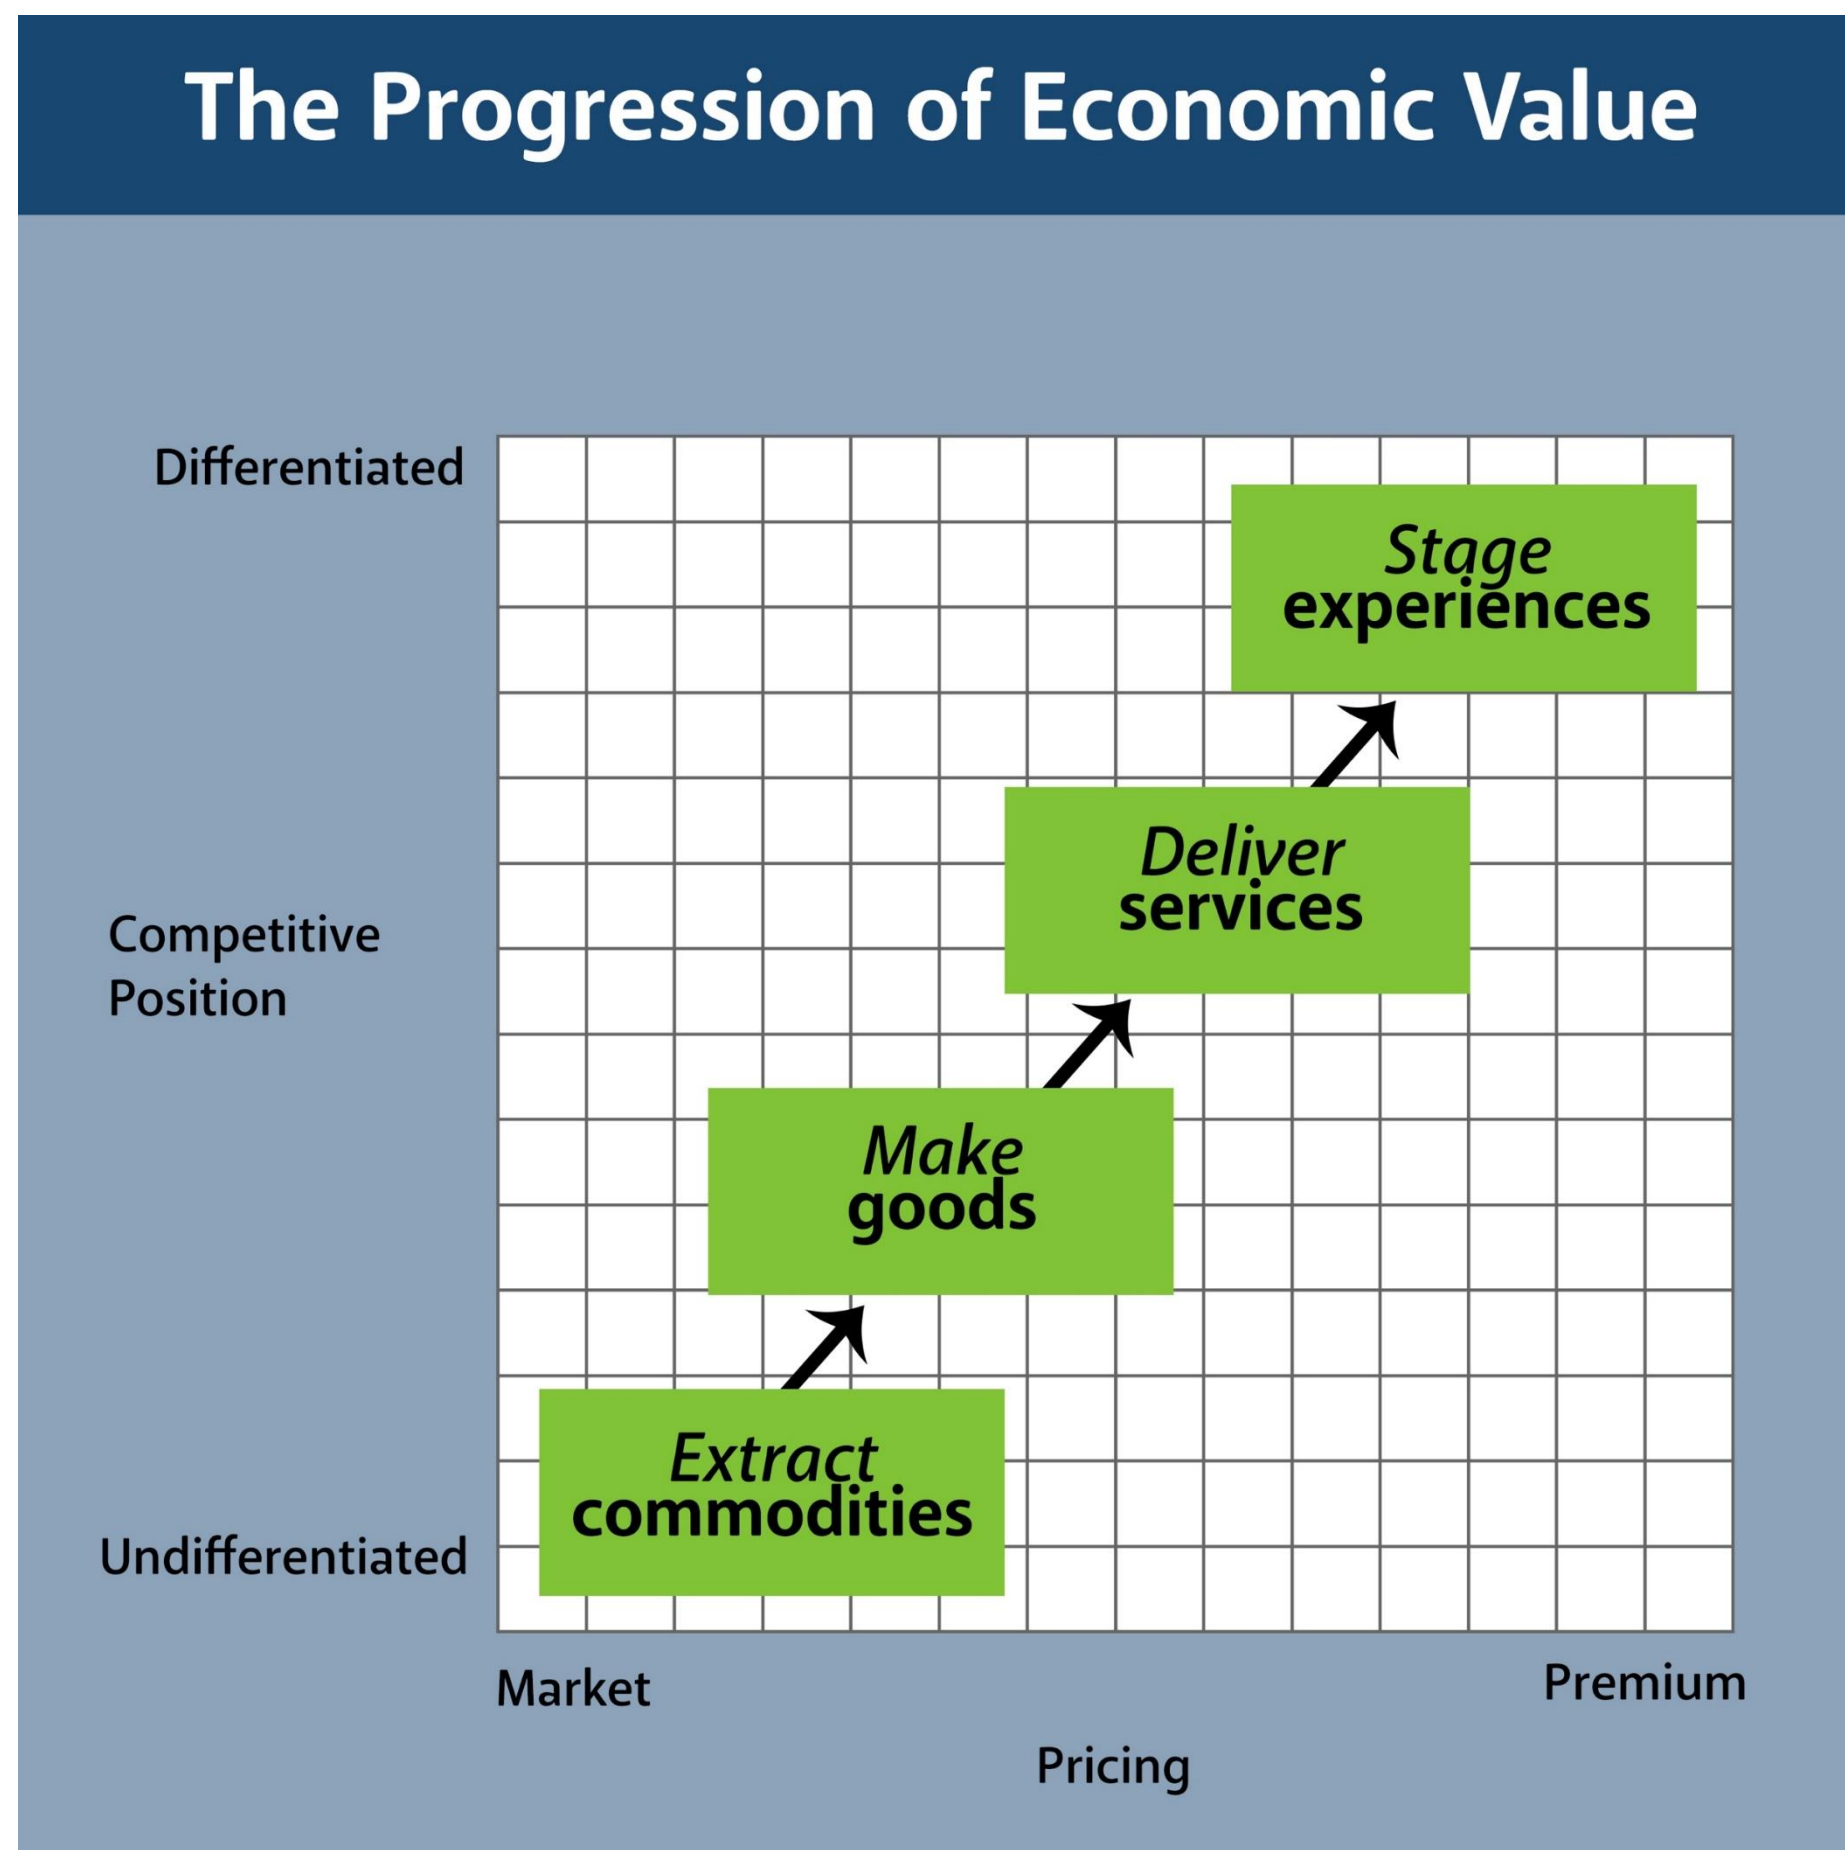 The Progression of Economic Value
Differentiated
Stage
experiences
Deliver
services
Competitive
Position
Make
goods
Extract
commodities
Undifferentiated
Market
Premium
Pricing